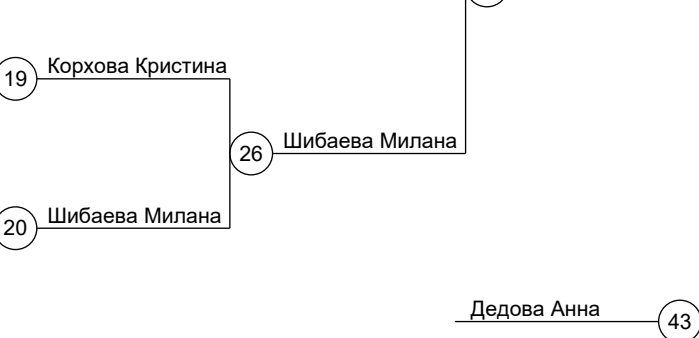 19 Корхова Кристина
26 Шибаева Милана
20 Шибаева Милана
Дедова Анна 43